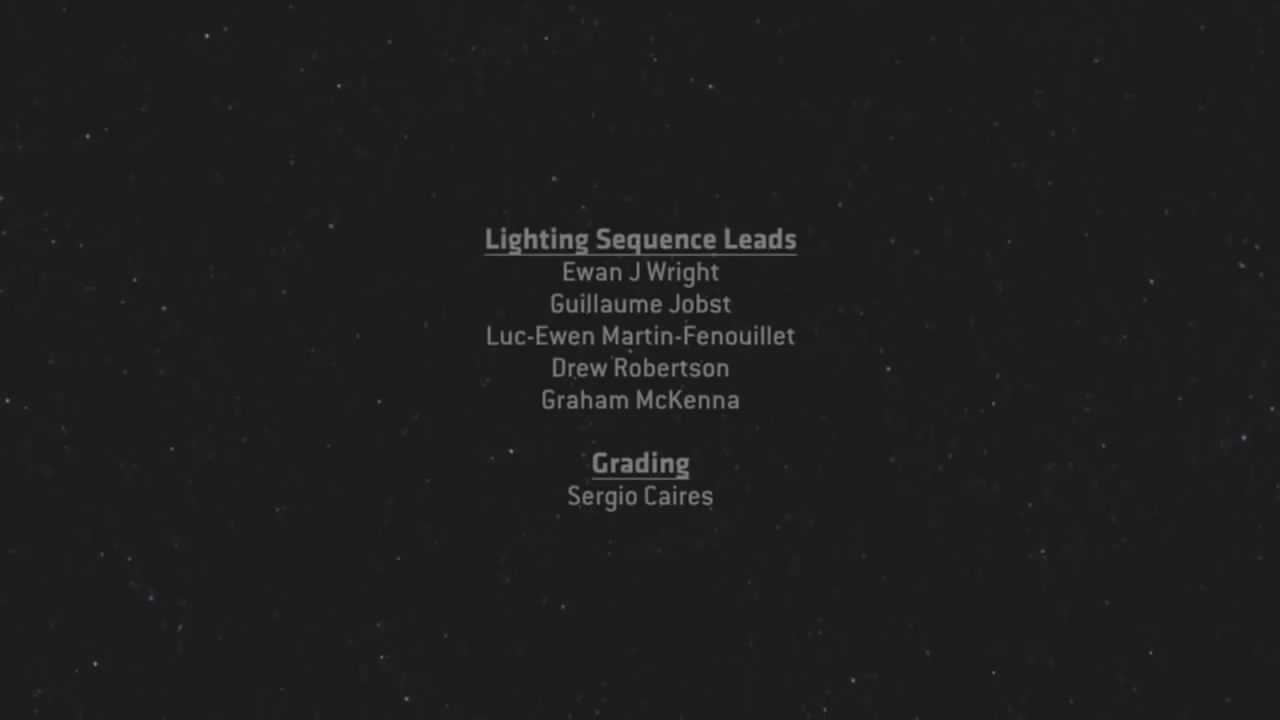 Lighting Sequence Leads
Ewan J Wright
Guillaume Jobst
Luc-Ewen Martin-Fenouillet
Drew Robertson
Graham McKenna
Grading
Sergio Caires